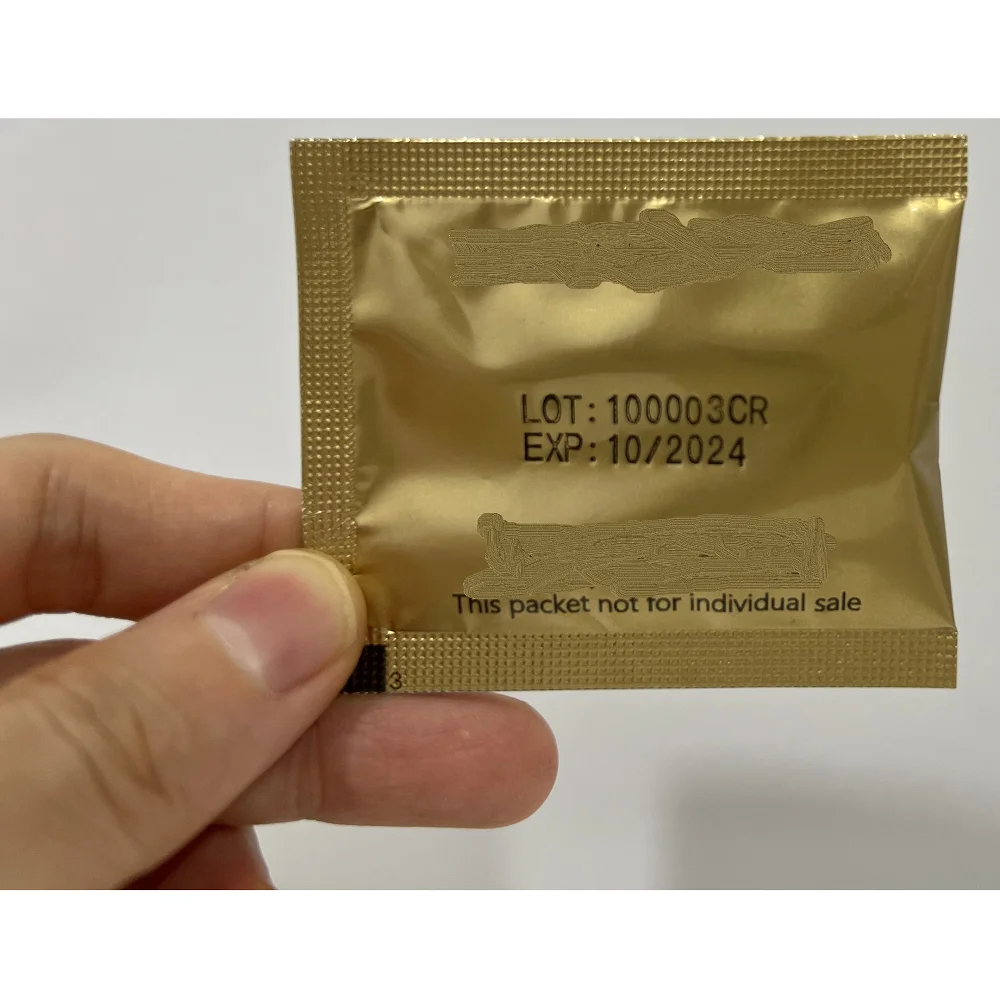 LOT:100003CR
EXP:10/2024
This packet not for individual sale
3